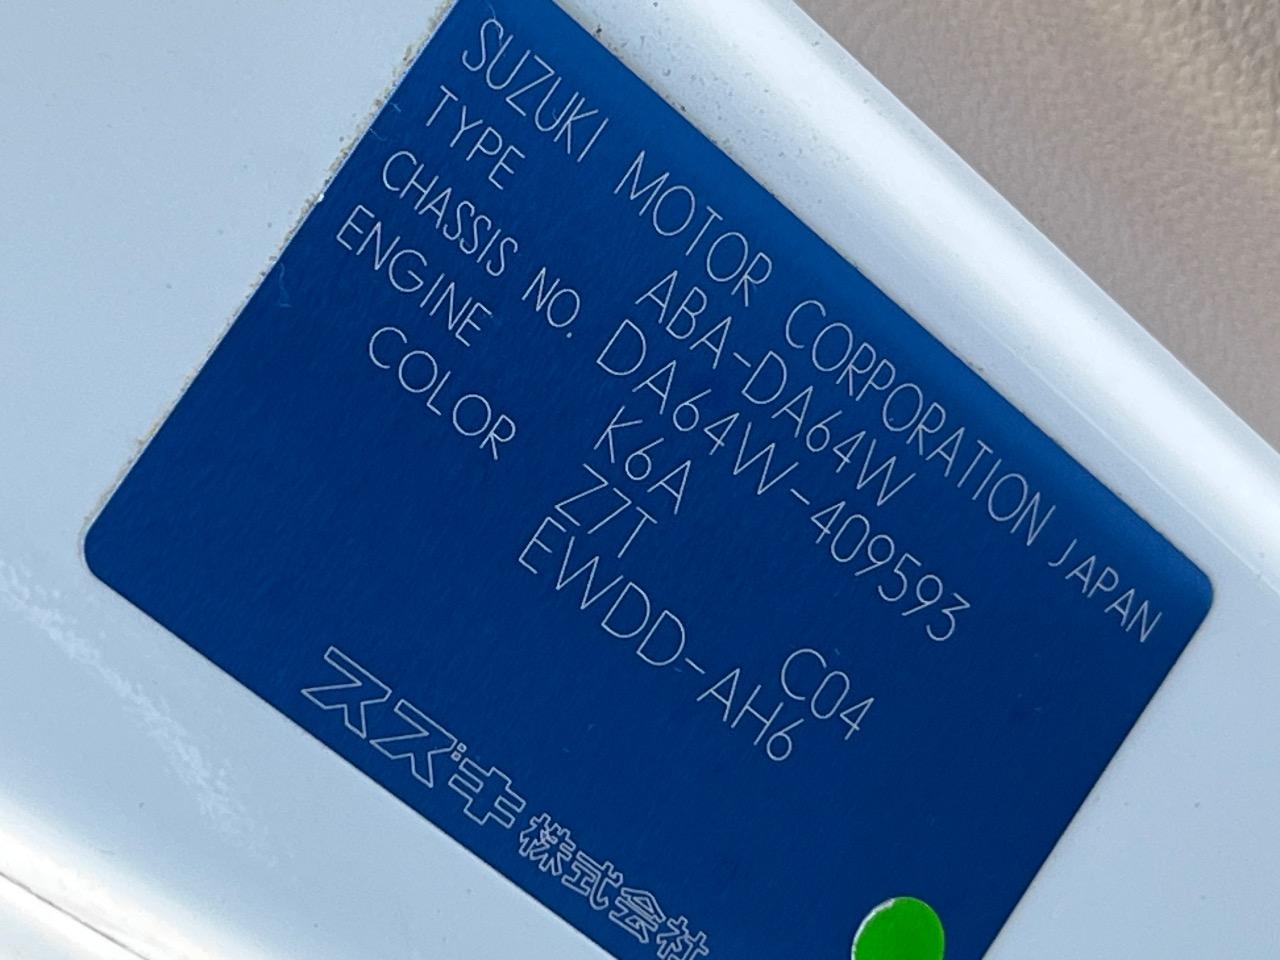 SUZUKI MOTOR CORPORATION JAPAN
TYPE ABA-DA64W
CHASSIS NO. DA64W-409593
ENGINE K6A
COLOR Z7T C04
EWDD-AH6
スズキ株式会社